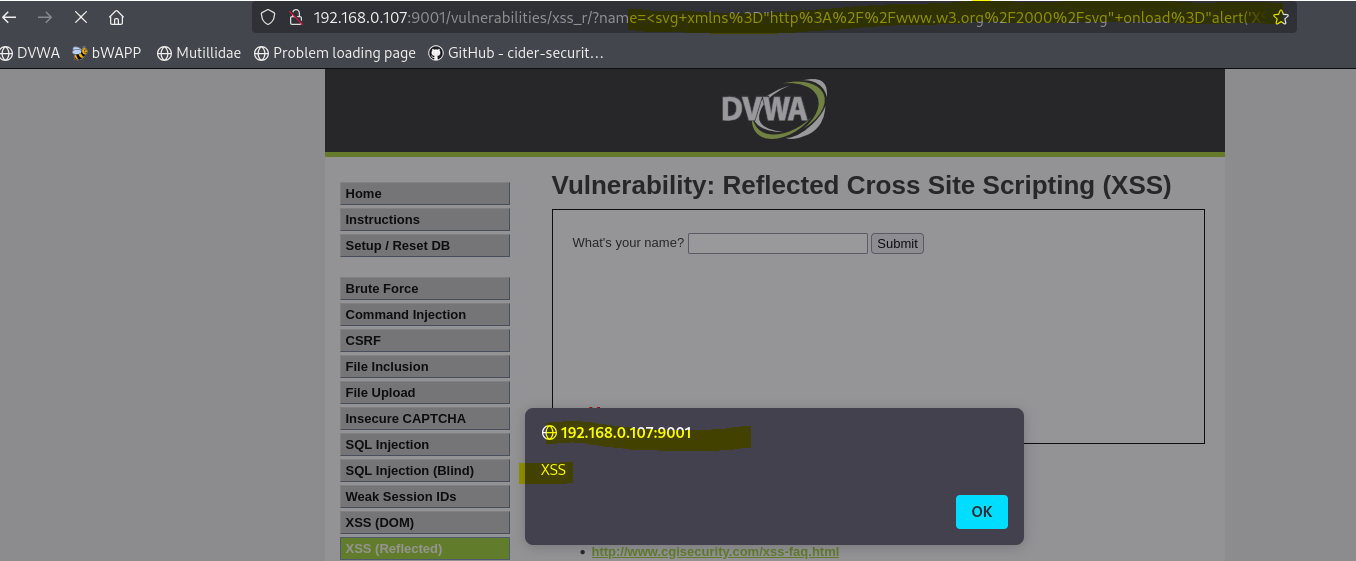 192.168.0.107:9001/vulnerabilities/xss_r/?name=<svg+xmlns%3D"http%3A%2F%2Fwww.w3.org%2F2000%2Fsvg"+onload%3D"alert('XS
DVWA bWAPP Mutillidae Problem loading page GitHub - cider-securit…
DVWA
Vulnerability: Reflected Cross Site Scripting (XSS)
What's your name? Submit
Home
Instructions
Setup / Reset DB
Brute Force
Command Injection
CSRF
File Inclusion
File Upload
Insecure CAPTCHA
SQL Injection
SQL Injection (Blind)
Weak Session IDs
XSS (DOM)
XSS (Reflected)
192.168.0.107:9001
XSS
OK
http://www.cgisecurity.com/xss-faq.html